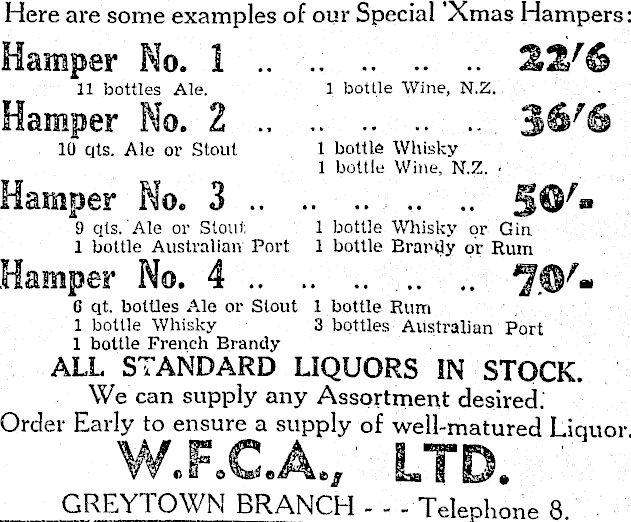 Here are some examples of our Special 'Xmas Hampers:
Hamper No. 1 .. .. .. .. .. 22'6
11 bottles Ale. 1 bottle Wine, N.Z.
Hamper No. 2 .. .. .. .. .. 36'6
10 qts. Ale or Stout 1 bottle Whisky
1 bottle Wine, N.Z.
Hamper No. 3 .. .. .. .. .. 50'-
9 qts. Ale or Stout 1 bottle Whisky or Gin
1 bottle Australian Port 1 bottle Brandy or Rum
Hamper No. 4 .. .. .. .. .. 70'-
6 qt. bottles Ale or Stout 1 bottle Rum
1 bottle Whisky 3 bottles Australian Port
1 bottle French Brandy
ALL STANDARD LIQUORS IN STOCK.
We can supply any Assortment desired.
Order Early to ensure a supply of well-matured Liquor.
W.F.C.A., LTD.
GREYTOWN BRANCH - - - Telephone 8.